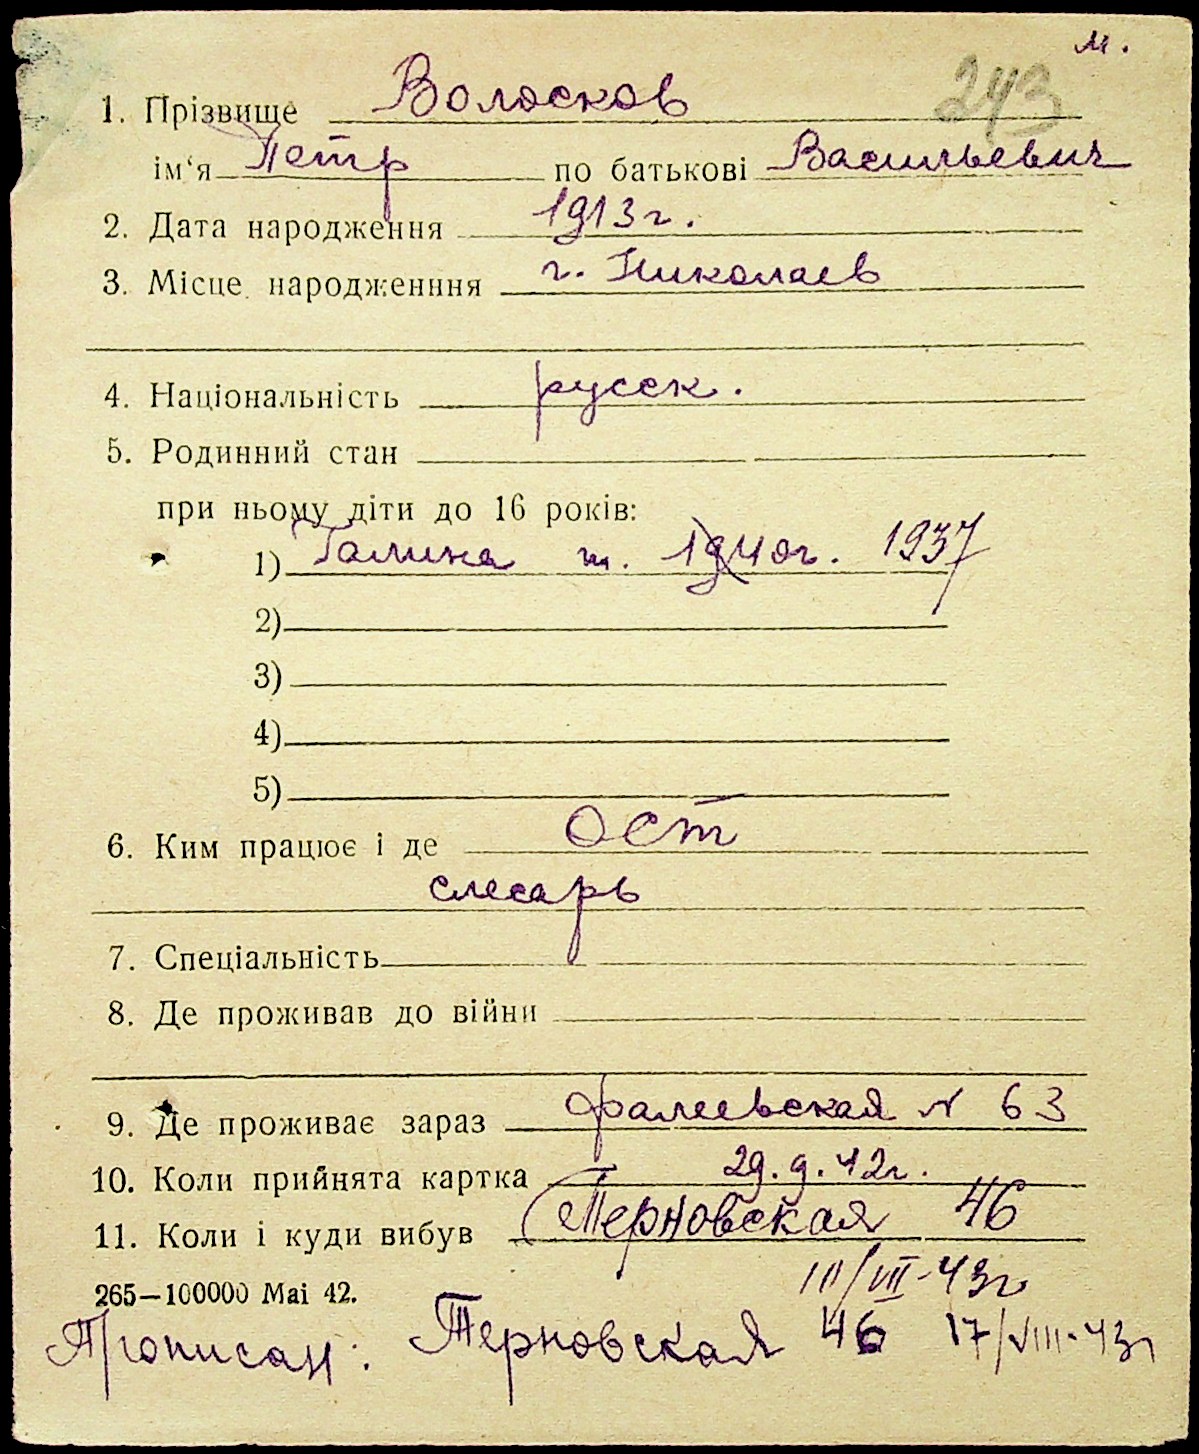 м.
243
1. Прізвище Волосков
ім'я Петр по батькові Васильевич
2. Дата народження 1913 г.
3. Місце народженння г. Николаев
4. Національність русск.
5. Родинний стан
при ньому діти до 16 років:
1) Галина т. 1940г. 1937
2)
3)
4)
5)
6. Ким працює і де ОСТ
слесарь
7. Спеціальність
8. Де проживав до війни
9. Де проживає зараз Фалеевская № 63
10. Коли прийнята картка 29.9.42г.
11. Коли і куди вибув Терновская 46
265—100000 Mai 42. III/VII-43г
Прописан: Терновская 46 17/VIII-43г